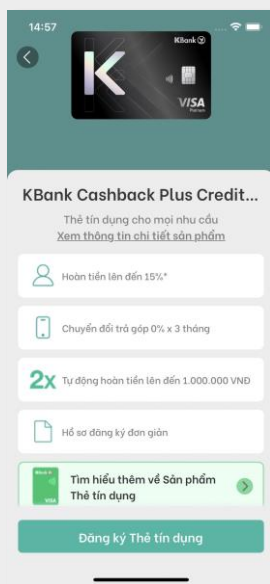 14:57
KBank
K
VISA
Platinum
KBank Cashback Plus Credit...
Thẻ tín dụng cho mọi nhu cầu
Xem thông tin chi tiết sản phẩm
Hoàn tiền lên đến 15%*
Chuyển đổi trả góp 0% x 3 tháng
2x Tự động hoàn tiền lên đến 1.000.000 VNĐ
Hồ sơ đăng ký đơn giản
Tìm hiểu thêm về Sản phẩm
Thẻ tín dụng
VISA
Đăng ký Thẻ tín dụng